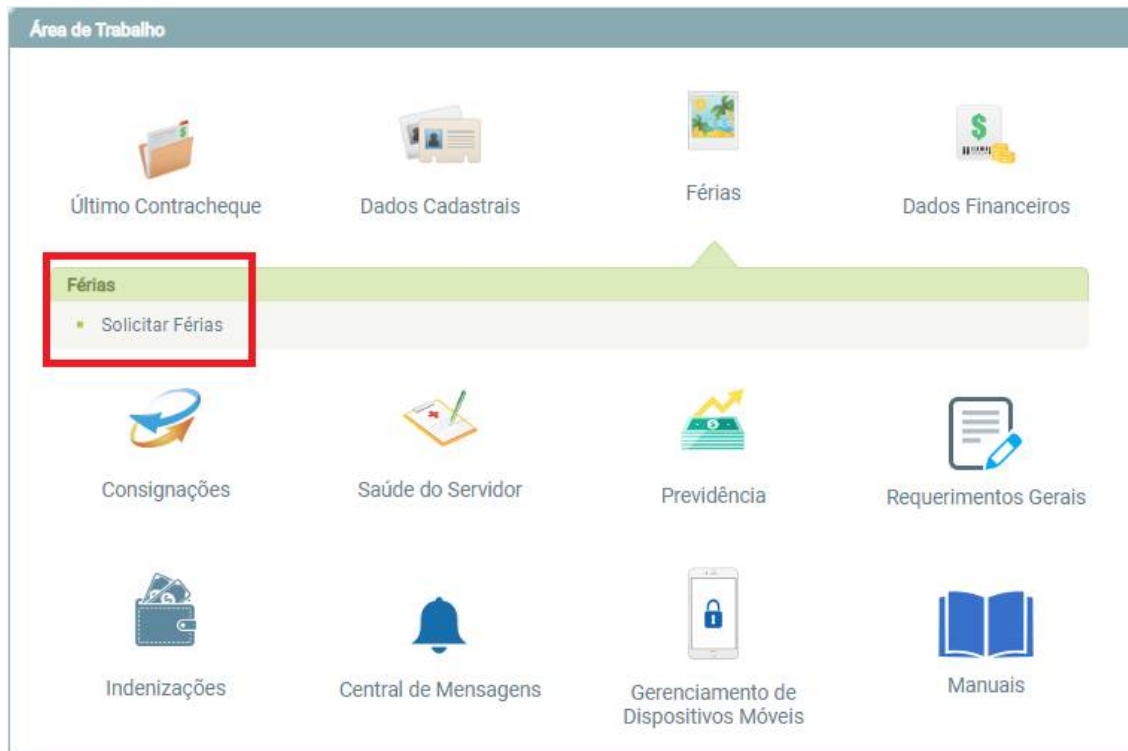 Área de Trabalho
Último Contracheque
Dados Cadastrais
Férias
Dados Financeiros
Férias
Solicitar Férias
Consignações
Saúde do Servidor
Previdência
Requerimentos Gerais
Indenizações
Central de Mensagens
Gerenciamento de
Dispositivos Móveis
Manuais